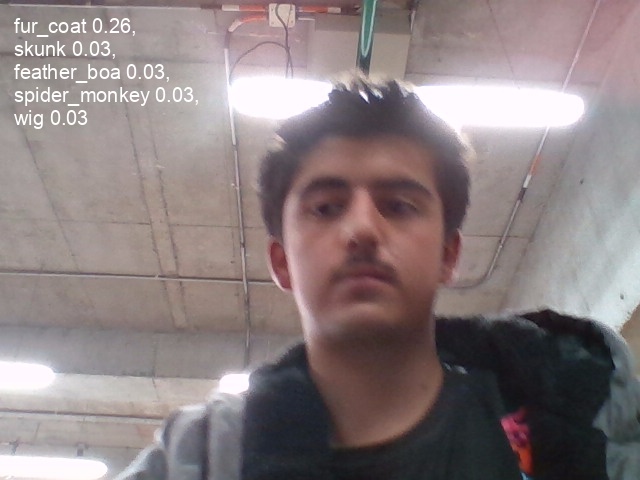 fur_coat 0.26,
skunk 0.03,
feather_boa 0.03,
spider_monkey 0.03,
wig 0.03